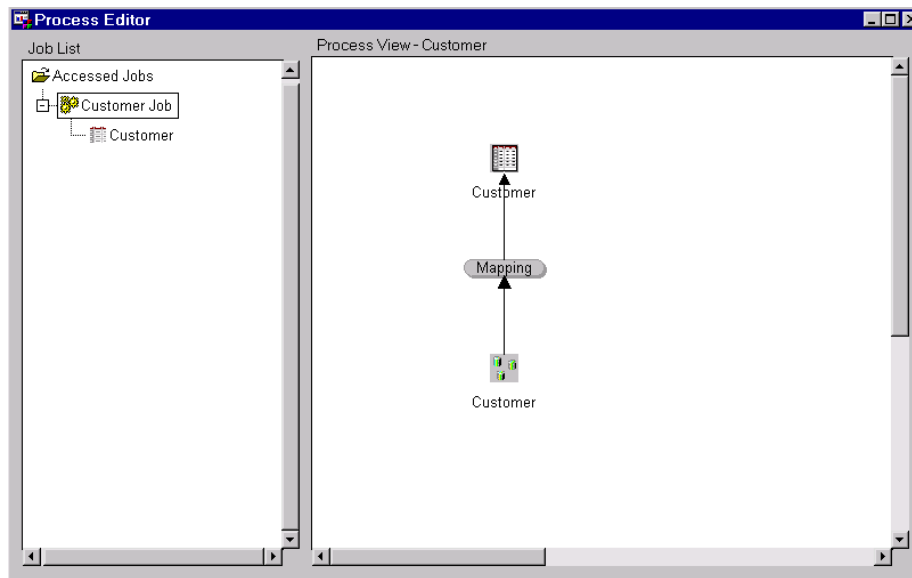 Process Editor
Job List
Process View - Customer
Accessed Jobs
Customer Job
Customer
Customer
Mapping
Customer